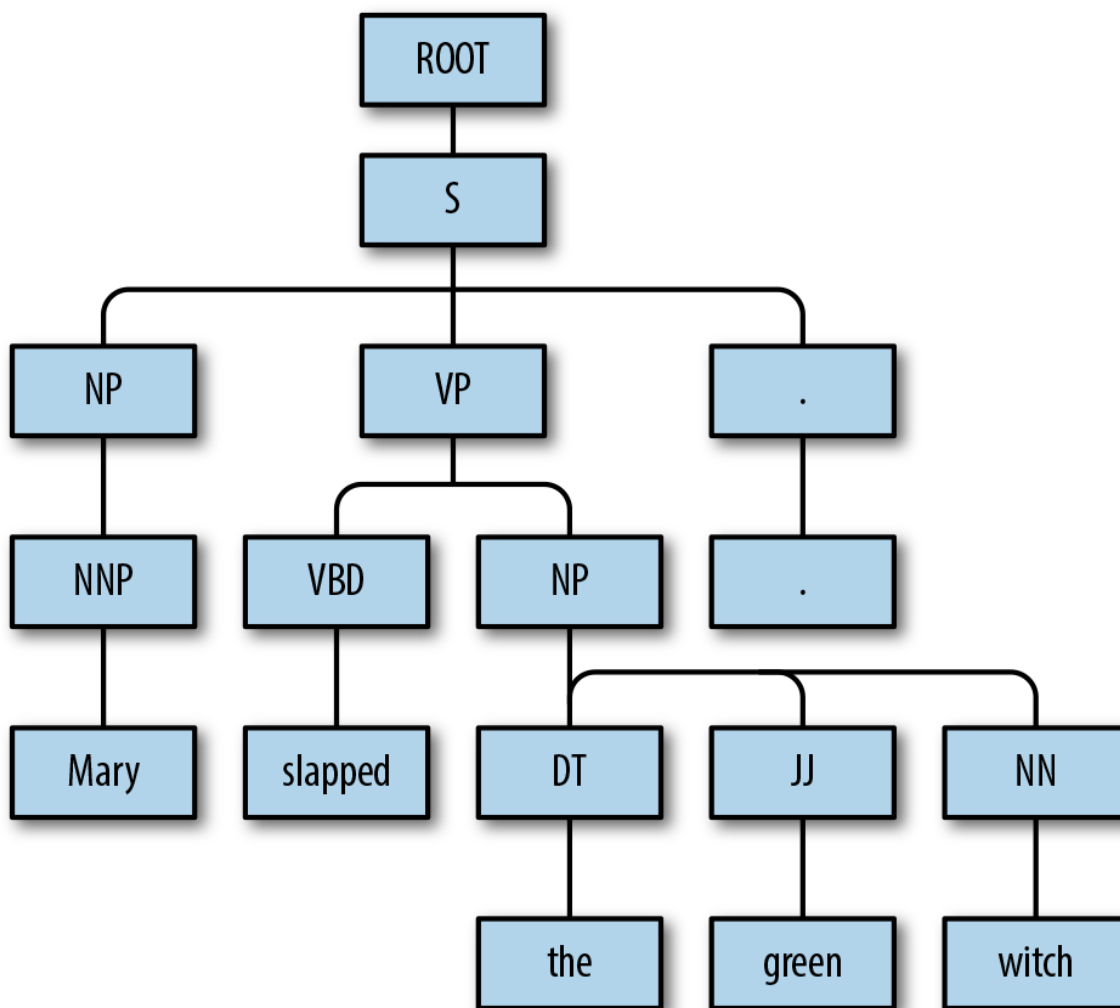 ROOT
S
NP VP .
NNP VBD NP .
Mary slapped DT JJ NN
the green witch